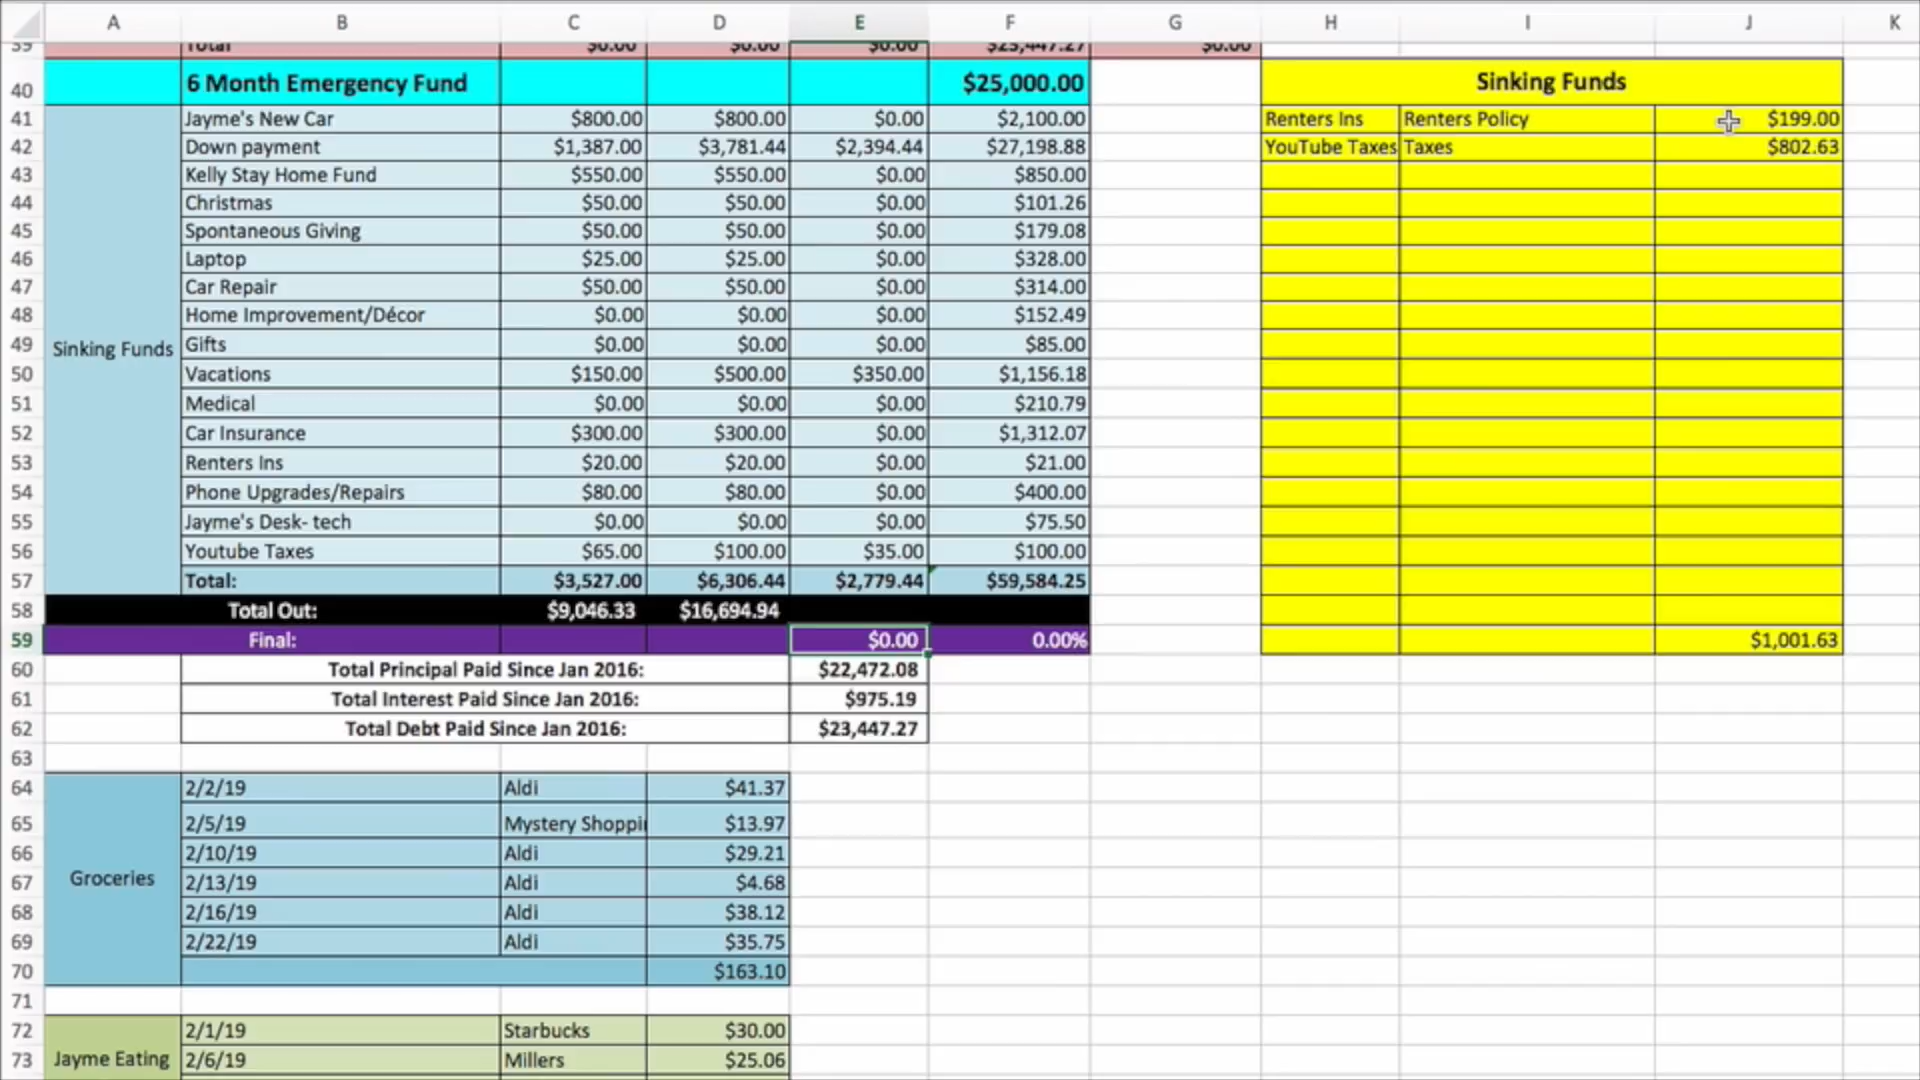 A B C D E F G H I J K
39 Total $0.00 $0.00 $0.00 $23,447.27 $0.00
40 6 Month Emergency Fund $25,000.00 Sinking Funds
41 Jayme's New Car $800.00 $800.00 $0.00 $2,100.00 Renters Ins Renters Policy $199.00
42 Down payment $1,387.00 $3,781.44 $2,394.44 $27,198.88 YouTube Taxes Taxes $802.63
43 Kelly Stay Home Fund $550.00 $550.00 $0.00 $850.00
44 Christmas $50.00 $50.00 $0.00 $101.26
45 Spontaneous Giving $50.00 $50.00 $0.00 $179.08
46 Laptop $25.00 $25.00 $0.00 $328.00
47 Car Repair $50.00 $50.00 $0.00 $314.00
48 Home Improvement/Décor $0.00 $0.00 $0.00 $152.49
49 Sinking Funds Gifts $0.00 $0.00 $0.00 $85.00
50 Vacations $150.00 $500.00 $350.00 $1,156.18
51 Medical $0.00 $0.00 $0.00 $210.79
52 Car Insurance $300.00 $300.00 $0.00 $1,312.07
53 Renters Ins $20.00 $20.00 $0.00 $21.00
54 Phone Upgrades/Repairs $80.00 $80.00 $0.00 $400.00
55 Jayme's Desk- tech $0.00 $0.00 $0.00 $75.50
56 Youtube Taxes $65.00 $100.00 $35.00 $100.00
57 Total: $3,527.00 $6,306.44 $2,779.44 $59,584.25
58 Total Out: $9,046.33 $16,694.94
59 Final: $0.00 0.00% $1,001.63
60 Total Principal Paid Since Jan 2016: $22,472.08
61 Total Interest Paid Since Jan 2016: $975.19
62 Total Debt Paid Since Jan 2016: $23,447.27
63
64 2/2/19 Aldi $41.37
65 2/5/19 Mystery Shoppi $13.97
66 2/10/19 Aldi $29.21
67 Groceries 2/13/19 Aldi $4.68
68 2/16/19 Aldi $38.12
69 2/22/19 Aldi $35.75
70 $163.10
71
72 2/1/19 Starbucks $30.00
73 Jayme Eating 2/6/19 Millers $25.06